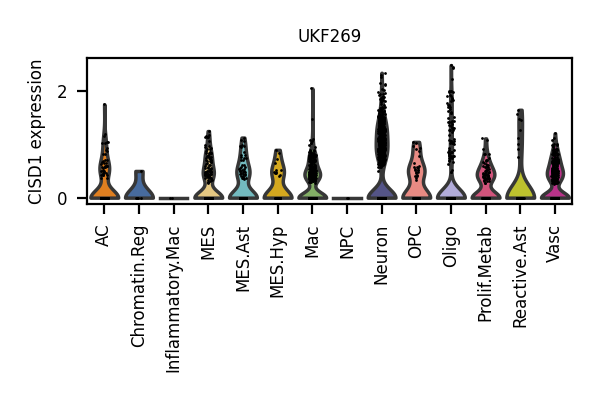 UKF269
CISD1 expression
2
0
AC
Chromatin.Reg
Inflammatory.Mac
MES
MES.Ast
MES.Hyp
Mac
NPC
Neuron
OPC
Oligo
Prolif.Metab
Reactive.Ast
Vasc